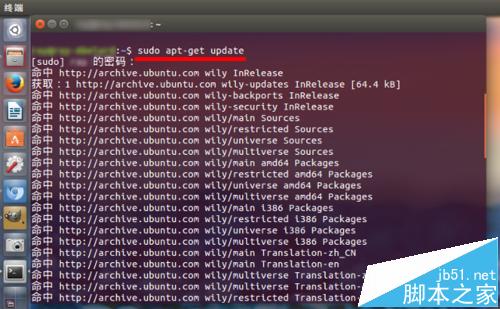 终端
:~$ sudo apt-get update
[sudo] 的密码：
命中 http://archive.ubuntu.com wily InRelease
获取：1 http://archive.ubuntu.com wily-updates InRelease [64.4 kB]
命中 http://archive.ubuntu.com wily-backports InRelease
命中 http://archive.ubuntu.com wily-security InRelease
命中 http://archive.ubuntu.com wily/main Sources
命中 http://archive.ubuntu.com wily/restricted Sources
命中 http://archive.ubuntu.com wily/universe Sources
命中 http://archive.ubuntu.com wily/multiverse Sources
命中 http://archive.ubuntu.com wily/main amd64 Packages
命中 http://archive.ubuntu.com wily/restricted amd64 Packages
命中 http://archive.ubuntu.com wily/universe amd64 Packages
命中 http://archive.ubuntu.com wily/multiverse amd64 Packages
命中 http://archive.ubuntu.com wily/main i386 Packages
命中 http://archive.ubuntu.com wily/restricted i386 Packages
命中 http://archive.ubuntu.com wily/universe i386 Packages
命中 http://archive.ubuntu.com wily/multiverse i386 Packages
命中 http://archive.ubuntu.com wily/main Translation-zh_CN
命中 http://archive.ubuntu.com wily/main Translation-en
命中 http://archive.ubuntu.com wily/multiverse Translation-
命中 http://archive.ubuntu.com wily/multiverse Translation-
命中 http://archive.ubuntu.com wily/restricted Translation-
jb51.net
脚本之家